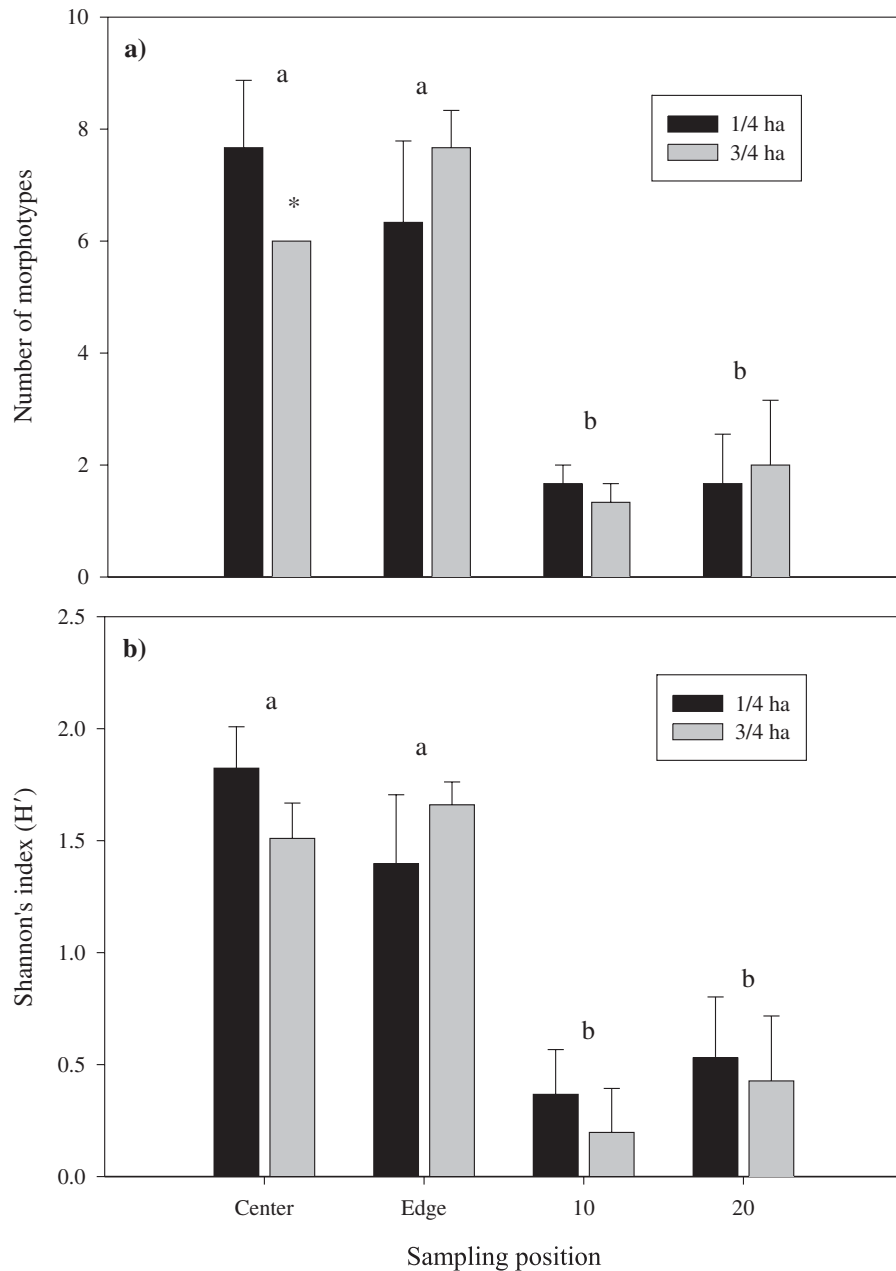 10
a)
a
a
1/4 ha
8
3/4 ha
*
6
Number of morphotypes
4
b
b
2
0
2.5
b)
a
1/4 ha
a
3/4 ha
2.0
1.5
Shannon's index (H′)
1.0
b
b
0.5
0.0
Center Edge 10 20
Sampling position